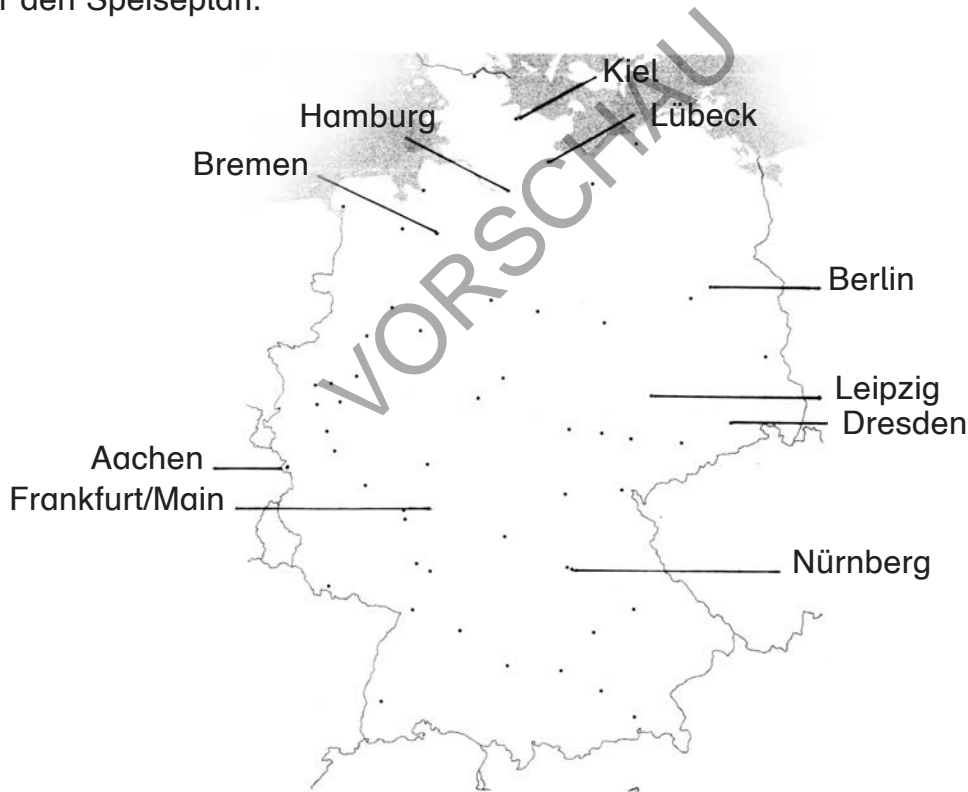 den Speiseplan.
Kiel
Hamburg
Lübeck
Bremen
VORSCHAU
Berlin
Leipzig
Dresden
Aachen
Frankfurt/Main
Nürnberg